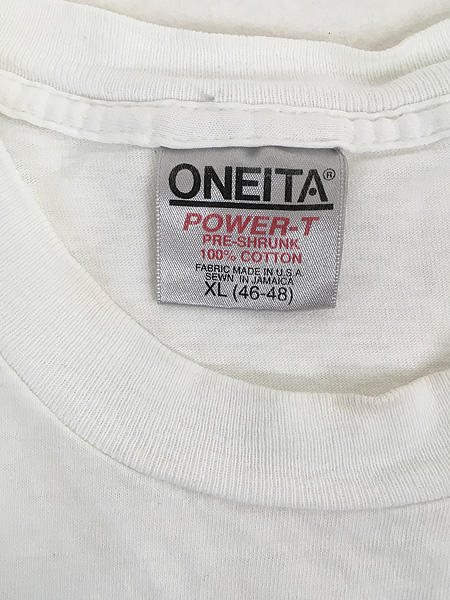 ONEITA®
POWER-T
PRE-SHRUNK
100% COTTON
FABRIC MADE IN U.S.A
SEWN IN JAMAICA
XL (46-48)